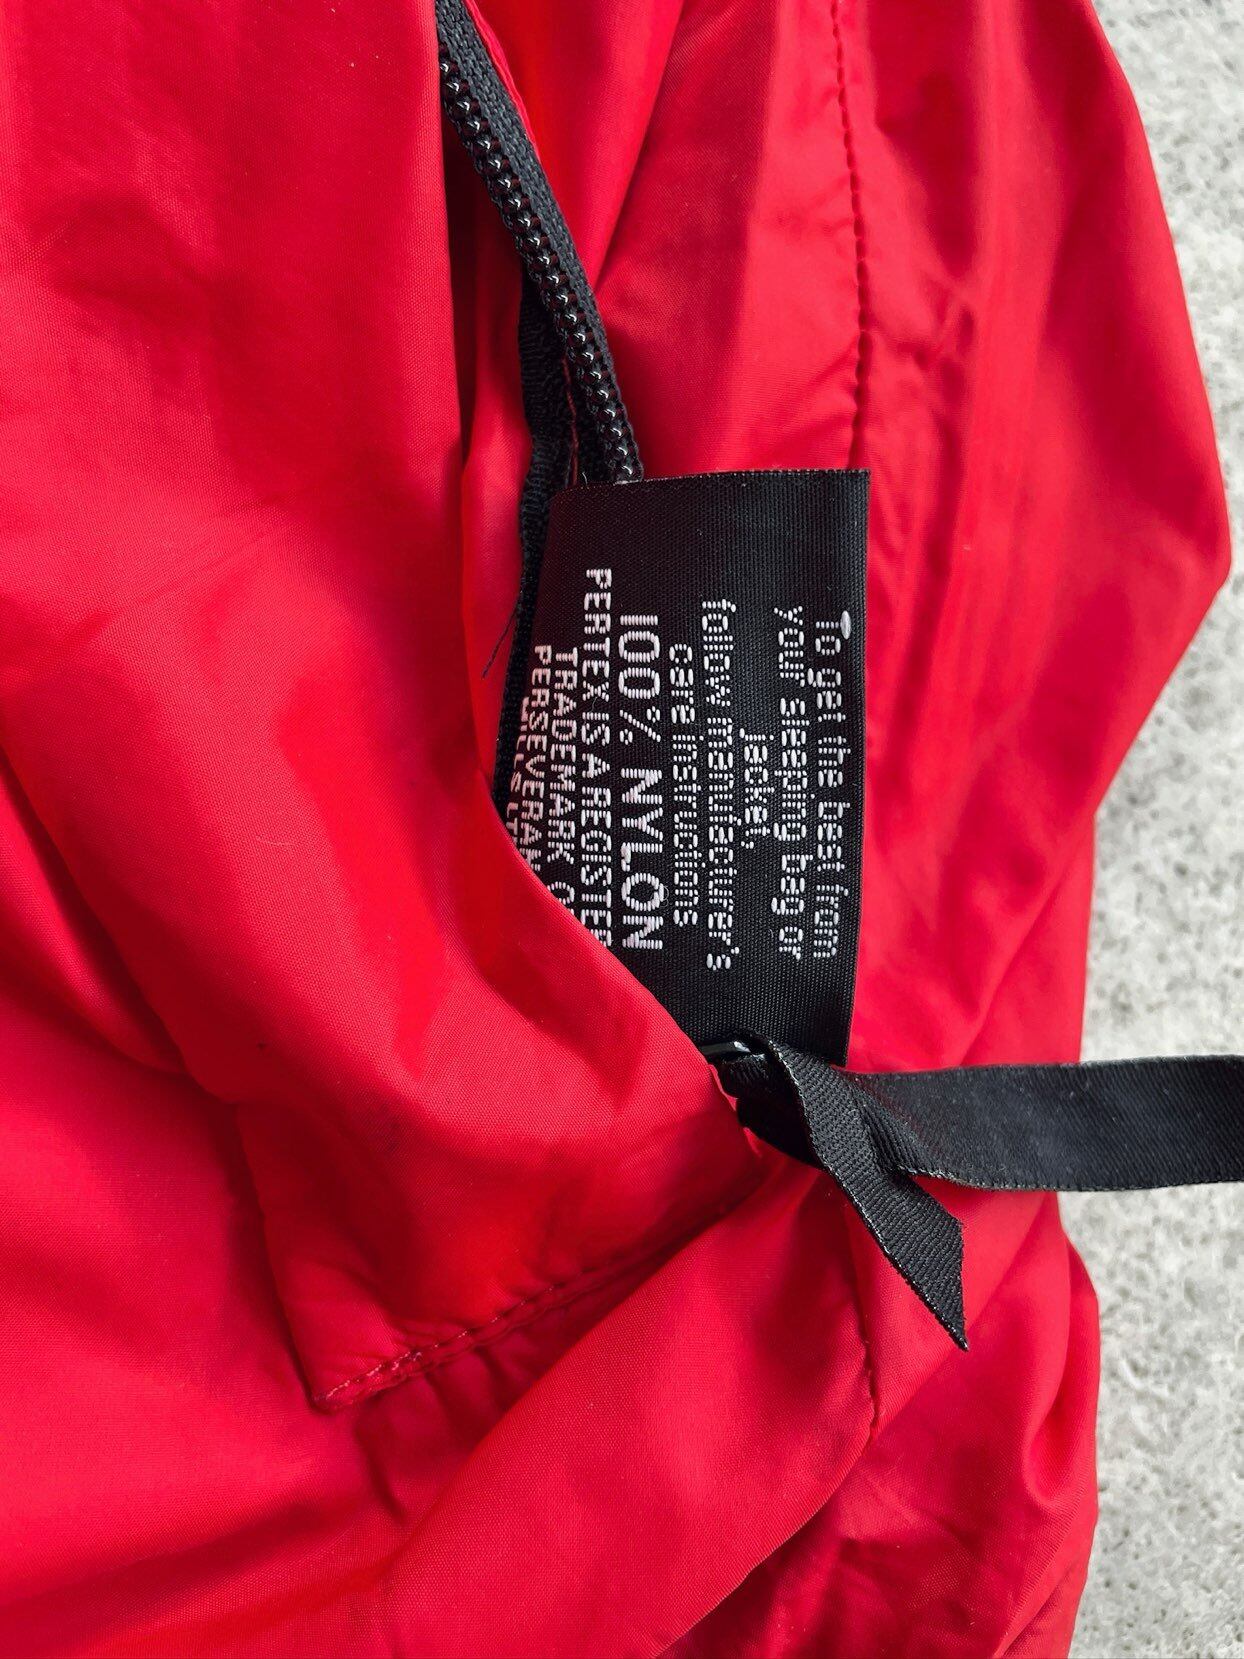 To get the best from
your sleeping bag or
jacket,
follow manufacturer's
care instructions
100% NYLON
PERTEX IS A REGISTER
TRADEMARK O
PERSEVERAN